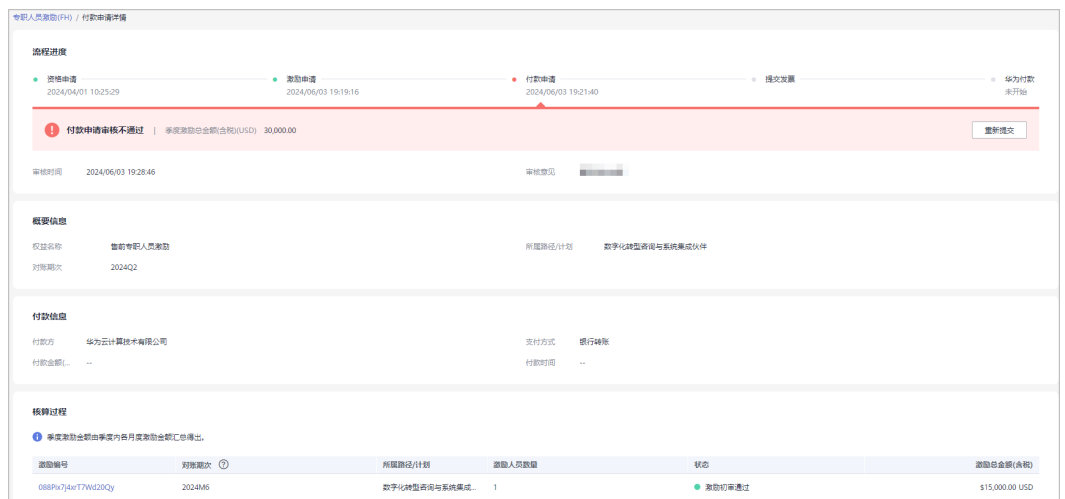 专职人员激励(FH) / 付款申请详情
流程进度
资格申请 激励申请 付款申请 提交发票 华为付款
2024/04/01 10:25:29 2024/06/03 19:19:16 2024/06/03 19:21:40 未开始
付款申请审核不通过 | 季度激励总金额(含税)(USD) 30,000.00 重新提交
审核时间 2024/06/03 19:28:46 审核意见
概要信息
权益名称 售前专职人员激励 所属路径/计划 数字化转型咨询与系统集成伙伴
对账期次 2024Q2
付款信息
付款方 华为云计算技术有限公司 支付方式 银行转账
付款金额(... -- 付款时间 --
核算过程
季度激励金额由季度内各月度激励金额汇总得出。
激励编号 对账期次 ? 所属路径/计划 激励人员数量 状态 激励总金额(含税)
088Pix7J4xrT7Wd20Qy 2024M6 数字化转型咨询与系统集成... 1 激励初审通过 $15,000.00 USD